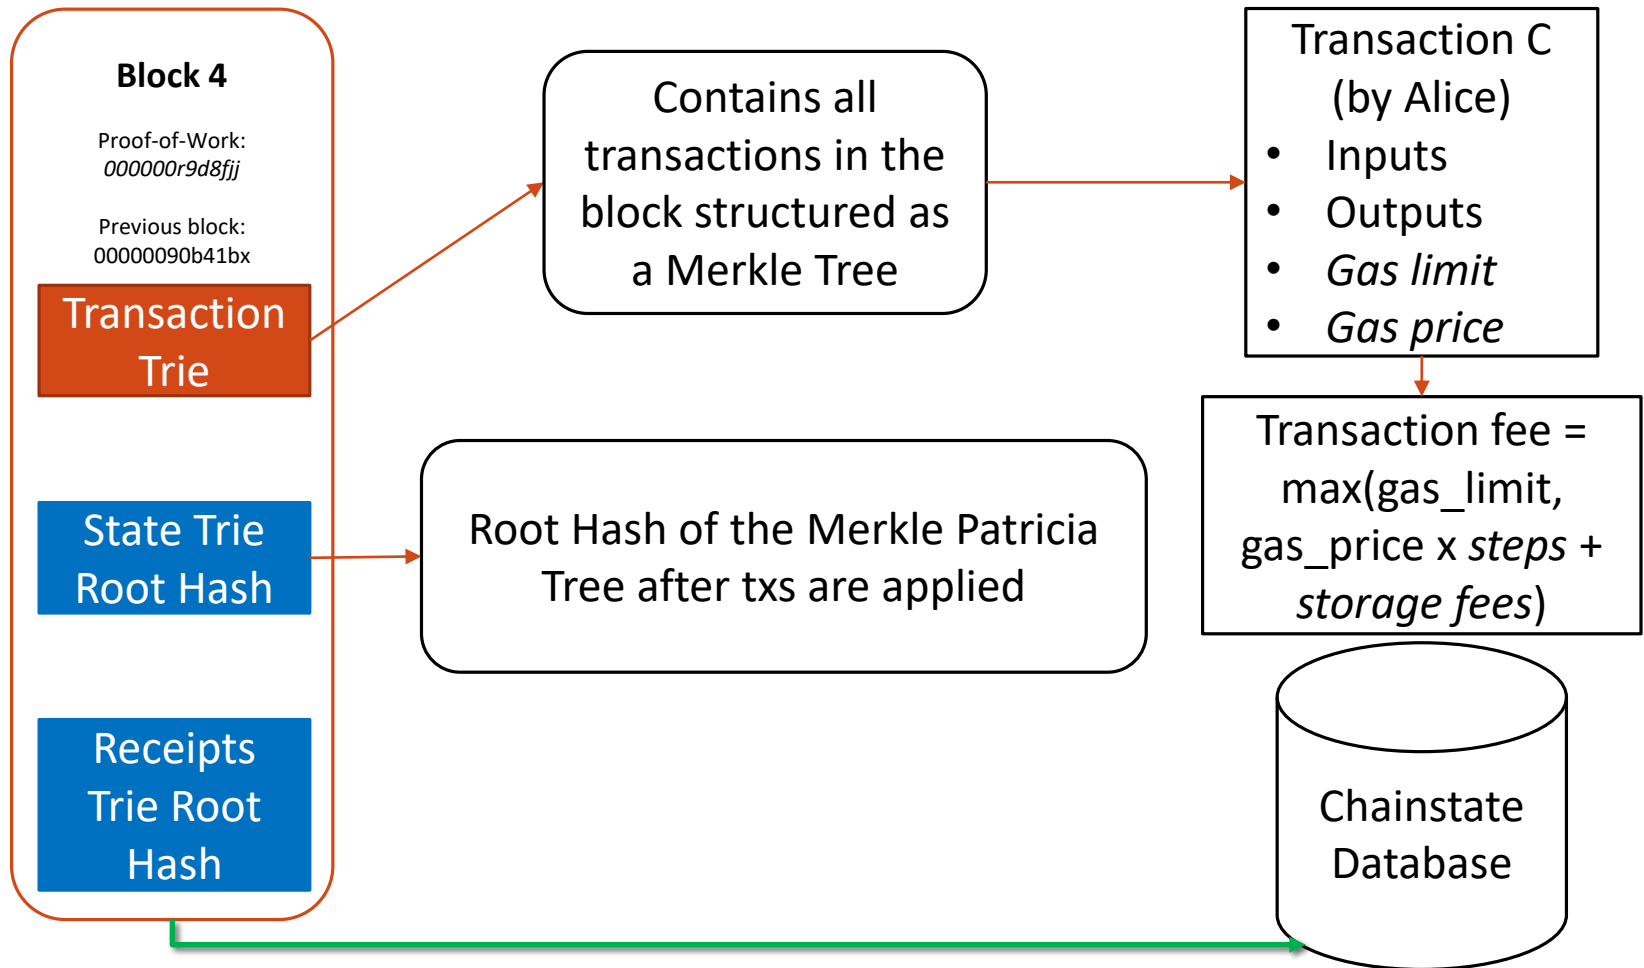 Block 4
Proof-of-Work:
000000r9d8fjj
Previous block:
00000090b41bx
Transaction
Trie
State Trie
Root Hash
Receipts
Trie Root
Hash
Contains all
transactions in the
block structured as
a Merkle Tree
Root Hash of the Merkle Patricia
Tree after txs are applied
Transaction C
(by Alice)
• Inputs
• Outputs
• Gas limit
• Gas price
Transaction fee =
max(gas_limit,
gas_price x steps +
storage fees)
Chainstate
Database